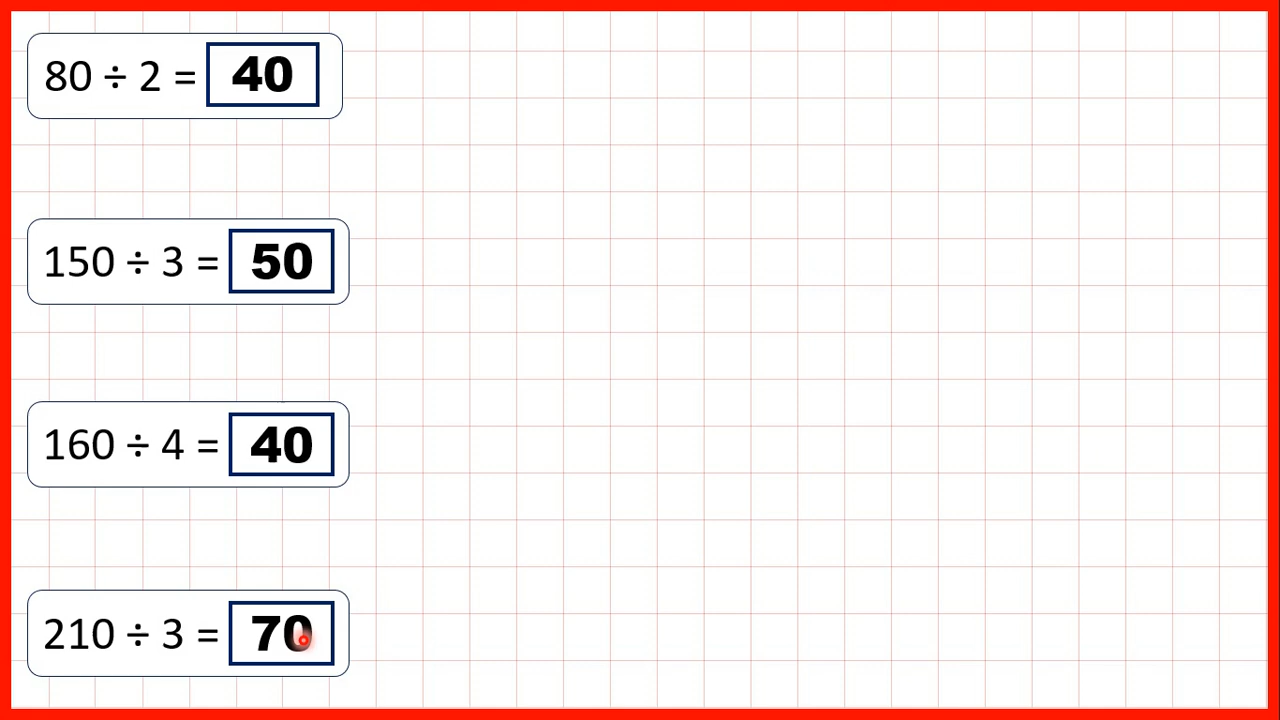 80 ÷ 2 = 40
150 ÷ 3 = 50
160 ÷ 4 = 40
210 ÷ 3 = 70